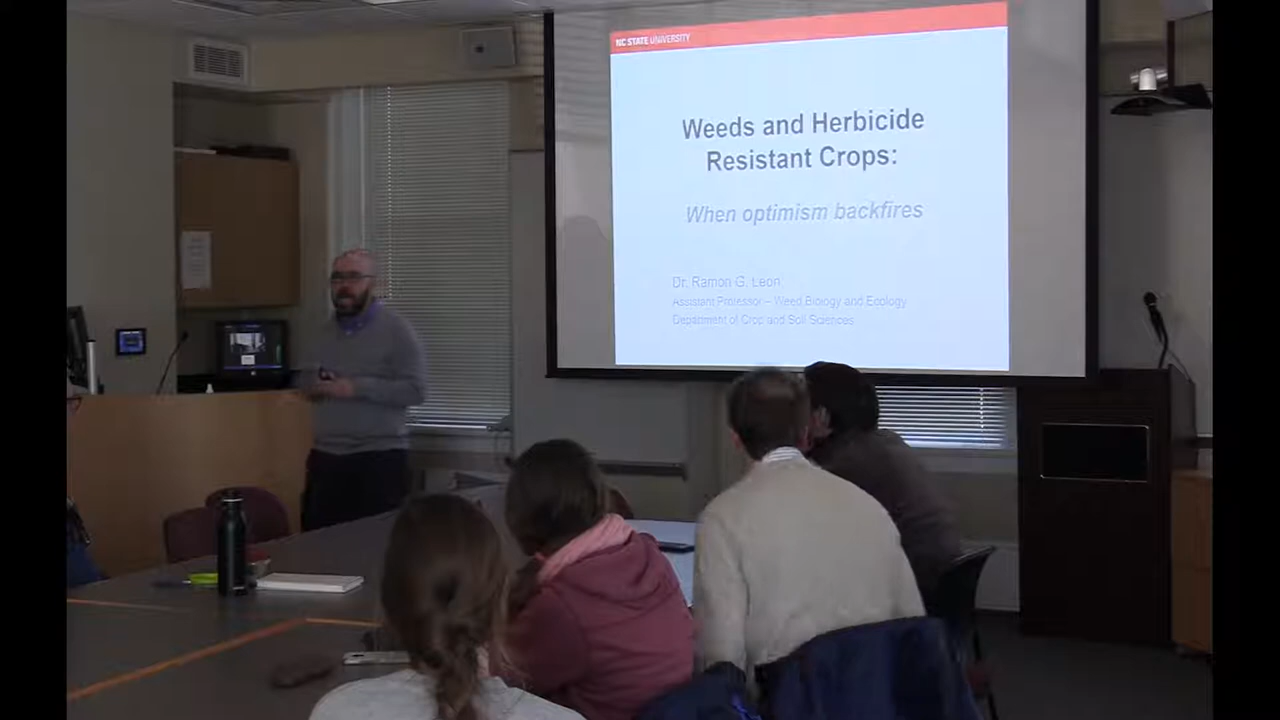 NC STATE UNIVERSITY
Weeds and Herbicide
Resistant Crops:
When optimism backfires
Dr. Ramon G. Leon
Assistant Professor – Weed Biology and Ecology
Department of Crop and Soil Sciences